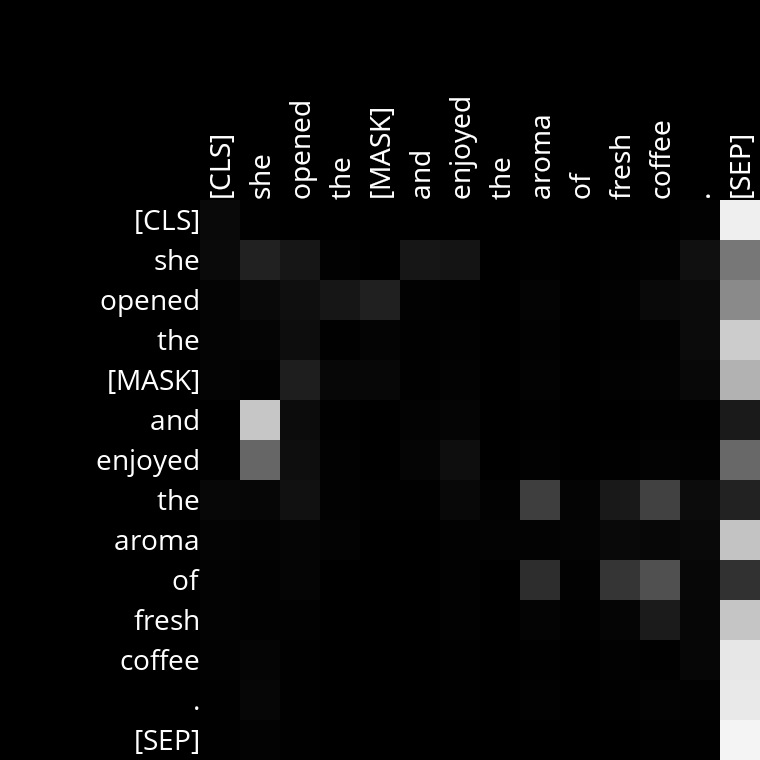 [CLS] she opened the [MASK] and enjoyed the aroma of fresh coffee . [SEP]
[CLS]
she
opened
the
[MASK]
and
enjoyed
the
aroma
of
fresh
coffee
.
[SEP]